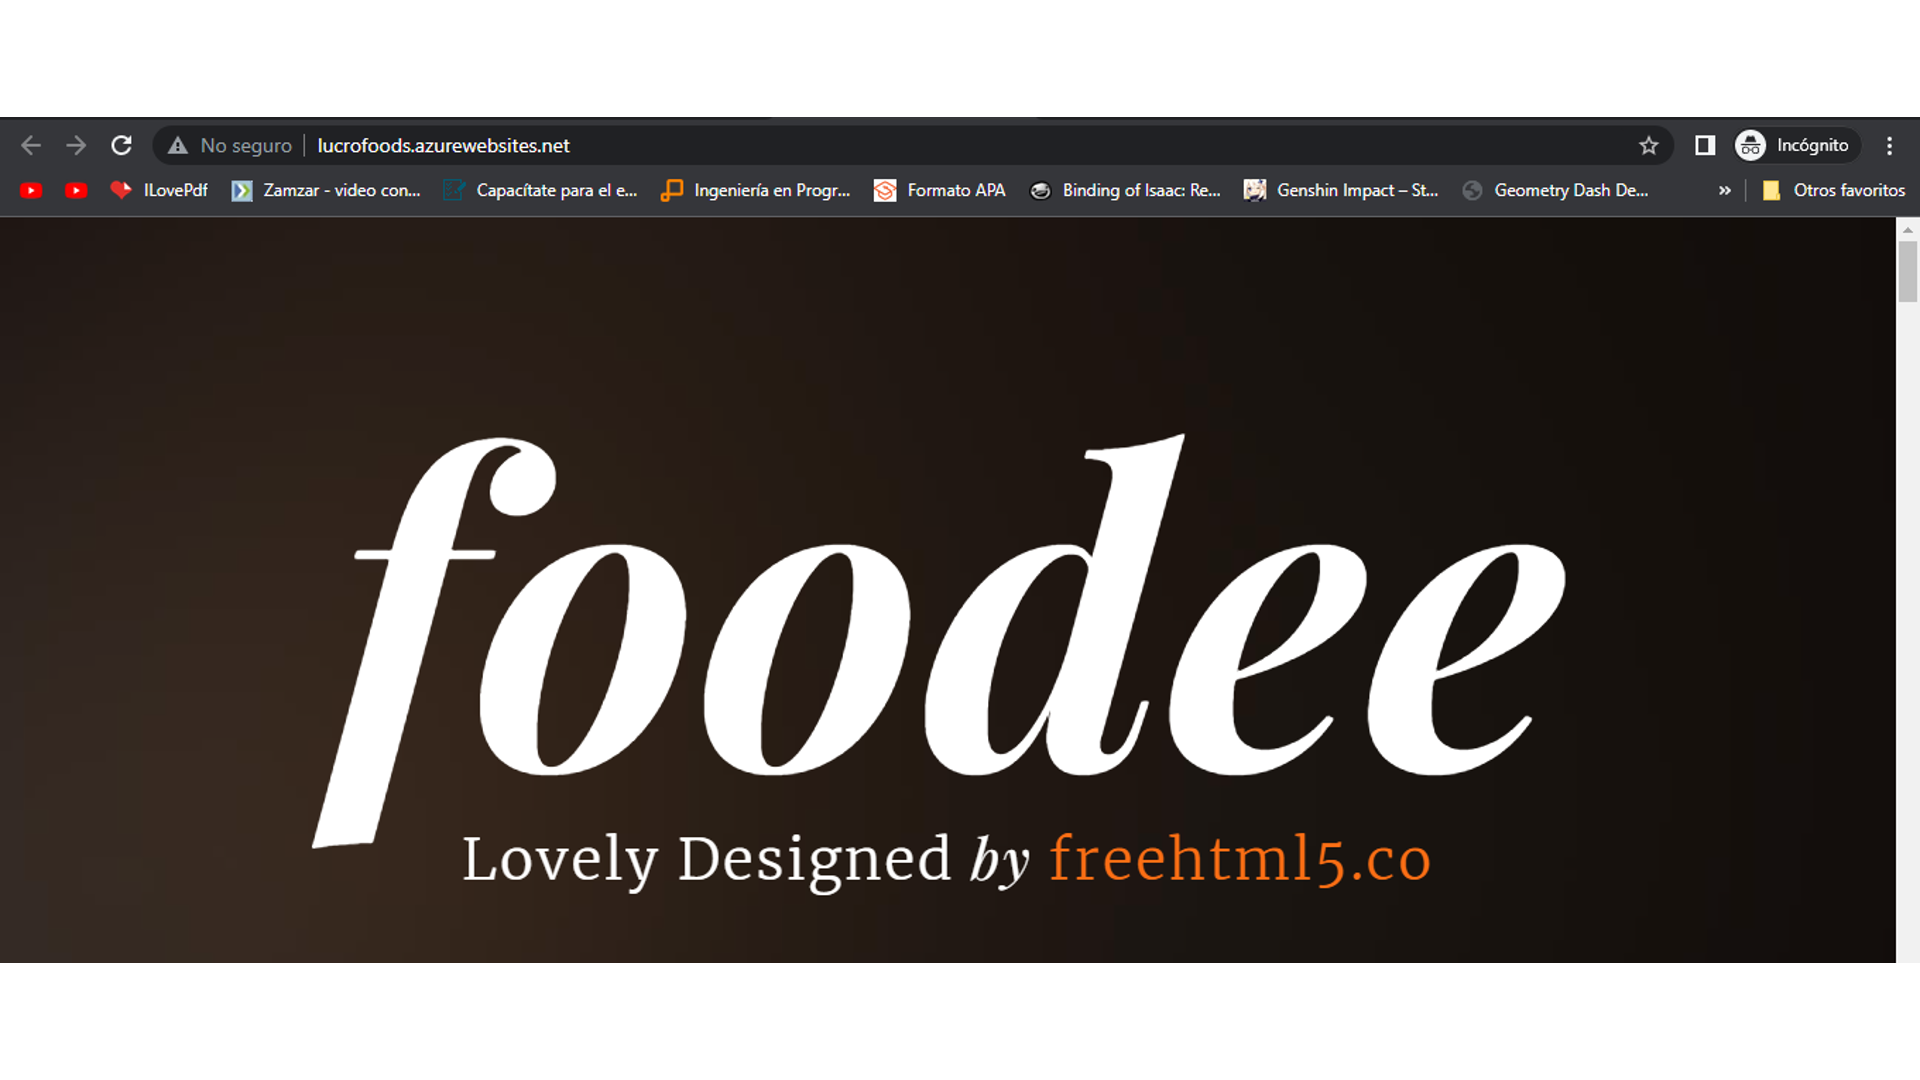 No seguro lucrofoods.azurewebsites.net Incógnito
ILovePdf Zamzar - video con... Capacítate para el e... Ingeniería en Progr... Formato APA Binding of Isaac: Re... Genshin Impact – St... Geometry Dash De... » Otros favoritos
foodee
Lovely Designed by freehtml5.co